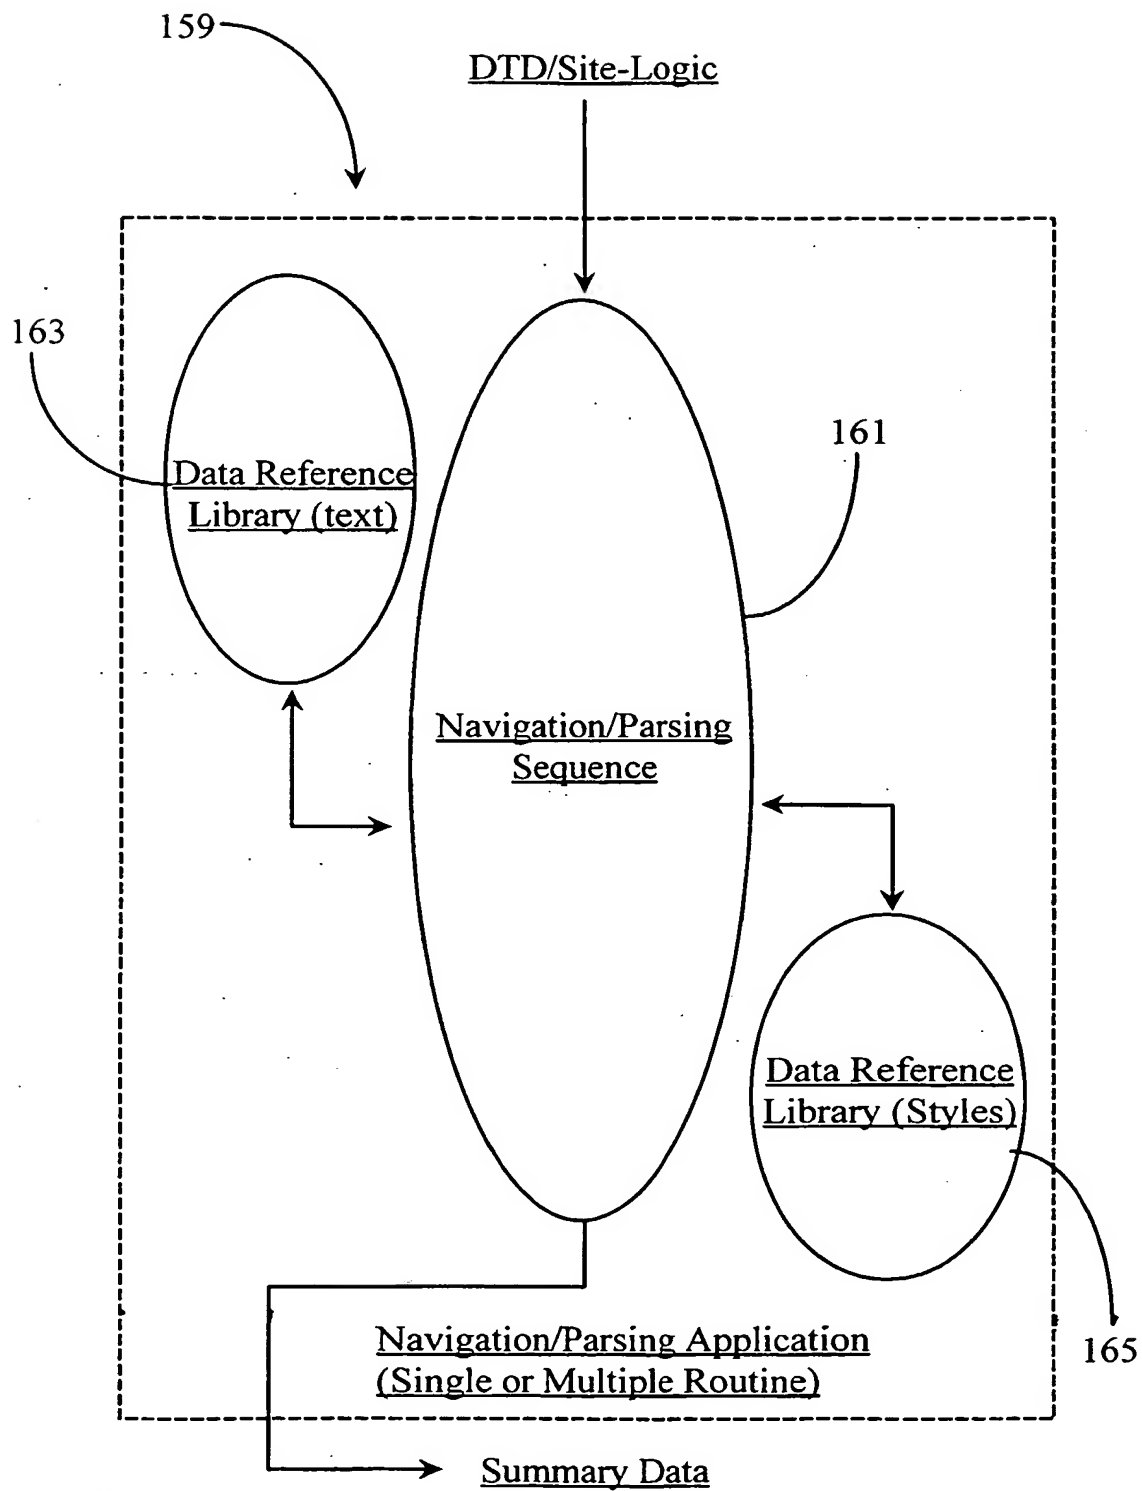 159
DTD/Site-Logic
163
161
Data Reference
Library (text)
Navigation/Parsing
Sequence
Data Reference
Library (Styles)
Navigation/Parsing Application
(Single or Multiple Routine)
165
Summary Data